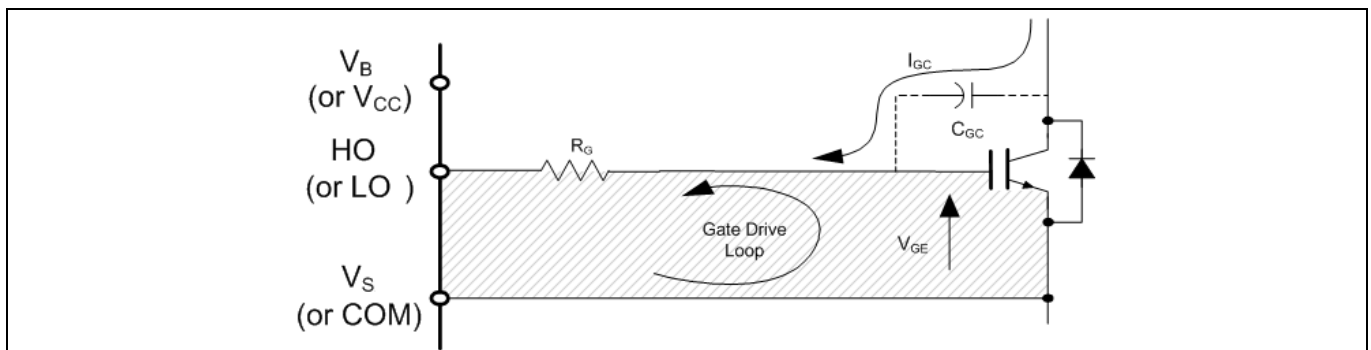 V_B
(or V_CC)
HO
(or LO )
V_S
(or COM)
R_G
I_GC
C_GC
Gate Drive
Loop
V_GE